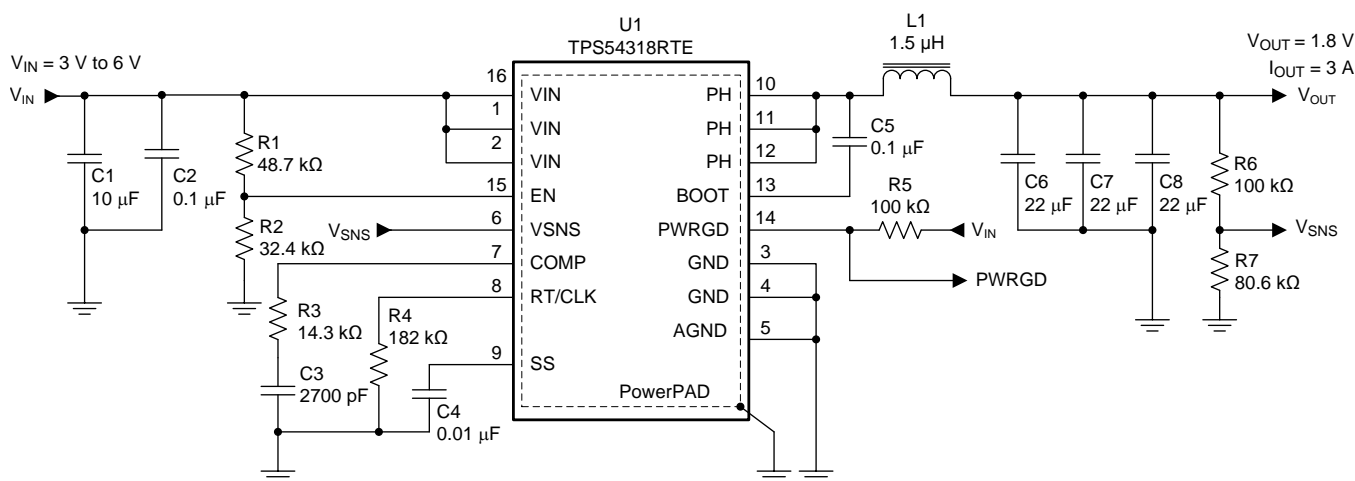 U1
TPS54318RTE
L1
1.5 µH
V_IN = 3 V to 6 V
V_IN
V_OUT = 1.8 V
I_OUT = 3 A
V_OUT
16
VIN
1
VIN
2
VIN
15
EN
6
VSNS
7
COMP
8
RT/CLK
9
SS
PH
10
PH
11
PH
12
BOOT
13
PWRGD
14
GND
3
GND
4
AGND
5
PowerPAD
C1
10 µF
C2
0.1 µF
R1
48.7 kΩ
R2
32.4 kΩ
V_SNS
R3
14.3 kΩ
C3
2700 pF
R4
182 kΩ
C4
0.01 µF
C5
0.1 µF
R5
100 kΩ
V_IN
PWRGD
C6
22 µF
C7
22 µF
C8
22 µF
R6
100 kΩ
V_SNS
R7
80.6 kΩ